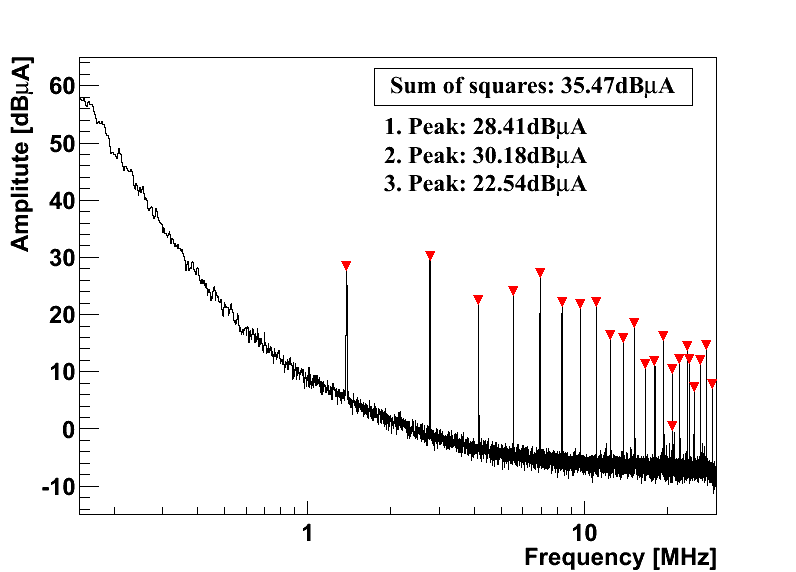 Amplitude [dBμA]
60
50
40
30
20
10
0
-10
Sum of squares: 35.47dBμA
1. Peak: 28.41dBμA
2. Peak: 30.18dBμA
3. Peak: 22.54dBμA
1
10
Frequency [MHz]